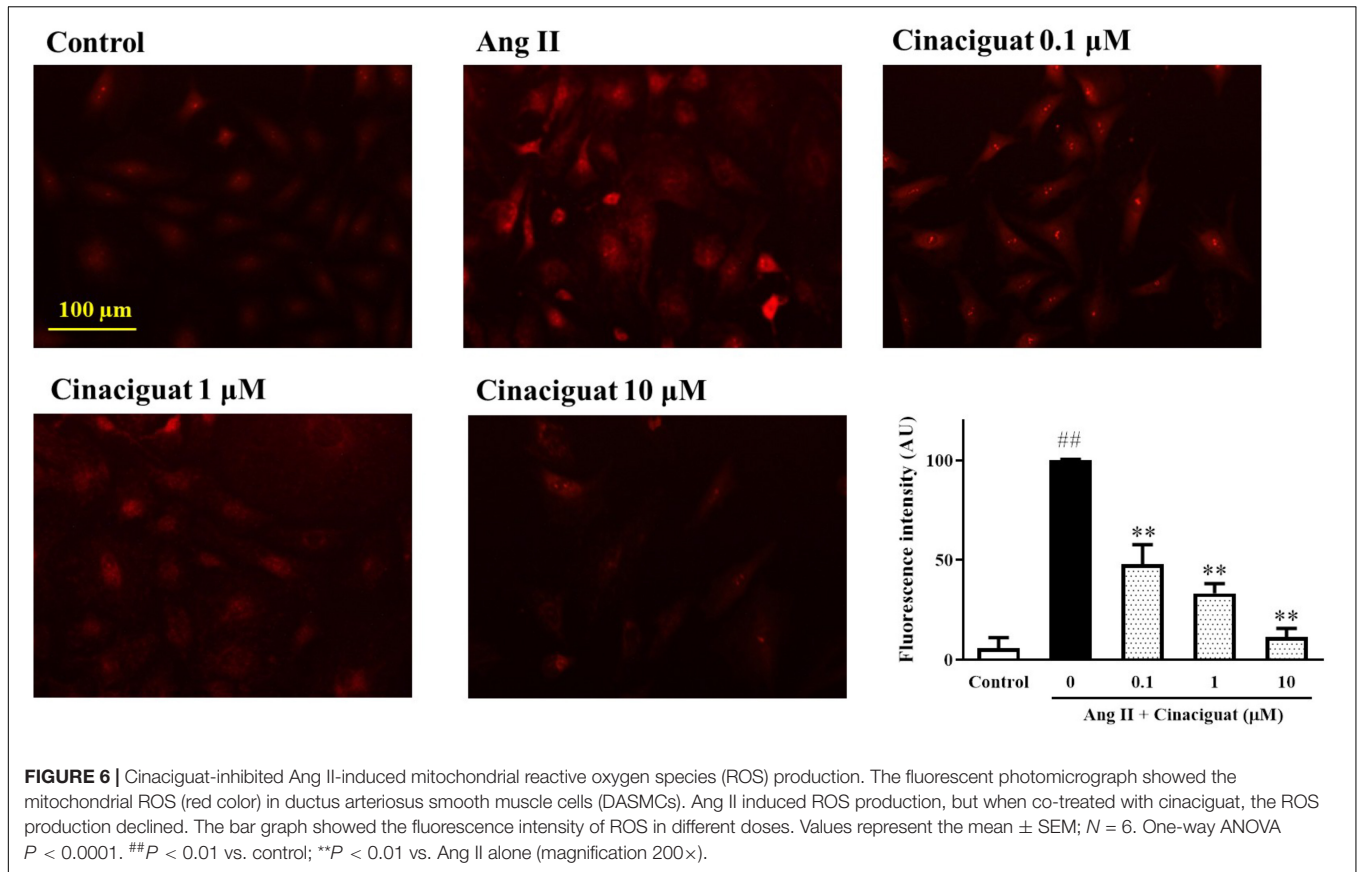 Control
Ang II
Cinaciguat 0.1 μM
100 μm
Cinaciguat 1 μM
Cinaciguat 10 μM
Fluorescence intensity (AU)
100
50
0
##
**
**
**
Control 0 0.1 1 10
Ang II + Cinaciguat (μM)
FIGURE 6 | Cinaciguat-inhibited Ang II-induced mitochondrial reactive oxygen species (ROS) production. The fluorescent photomicrograph showed the
mitochondrial ROS (red color) in ductus arteriosus smooth muscle cells (DASMCs). Ang II induced ROS production, but when co-treated with cinaciguat, the ROS
production declined. The bar graph showed the fluorescence intensity of ROS in different doses. Values represent the mean ± SEM; N = 6. One-way ANOVA
P < 0.0001. ##P < 0.01 vs. control; **P < 0.01 vs. Ang II alone (magnification 200×).